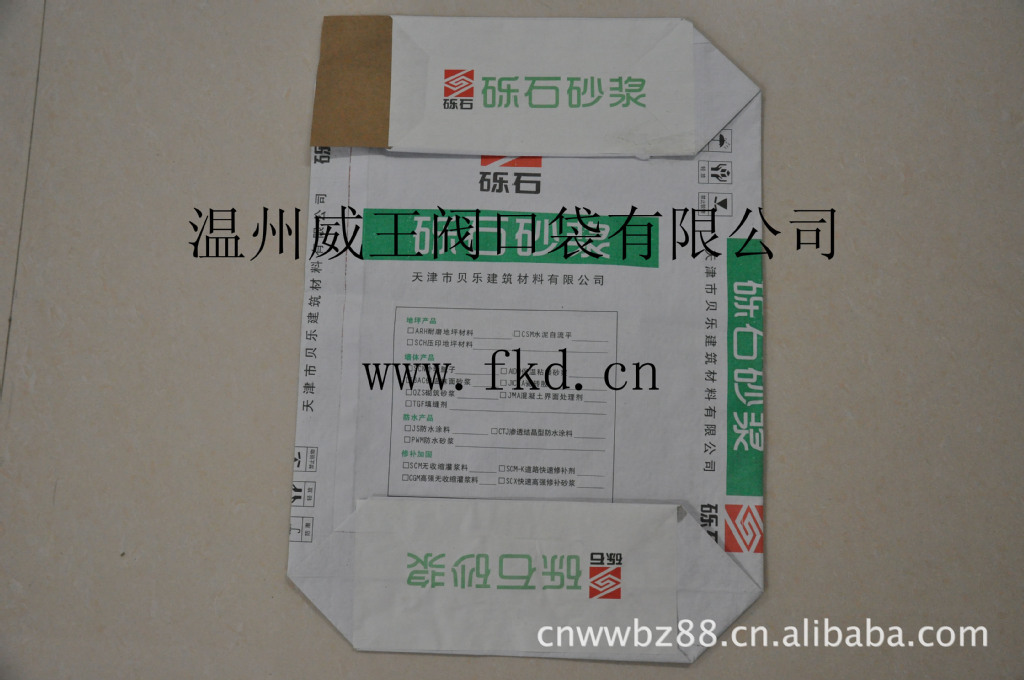 砾石 砾石砂浆
砾石
砾石砂浆
温州威王阀口袋有限公司
天津市贝乐建筑材料有限公司
地坪产品
□ARH耐磨地坪材料 □CSM水泥自流平
□SCH压印地坪材料
墙体产品
www.fkd.cn
□QZS砌筑砂浆 □JMA混凝土界面处理剂
□TGF填缝剂
防水产品
□JS防水涂料 □CTJ渗透结晶型防水涂料
□PWM防水砂浆
修补加固
□SCM无收缩灌浆料 □SCM-K道路快速修补剂
□CGM高强无收缩灌浆料 □SCX快速高强修补砂浆
天津市贝乐建筑材料有限公司
天津市贝乐建筑材料有限公司
砾石砂浆
砾石
砾石 砾石砂浆
cnwwbz88.cn.alibaba.com